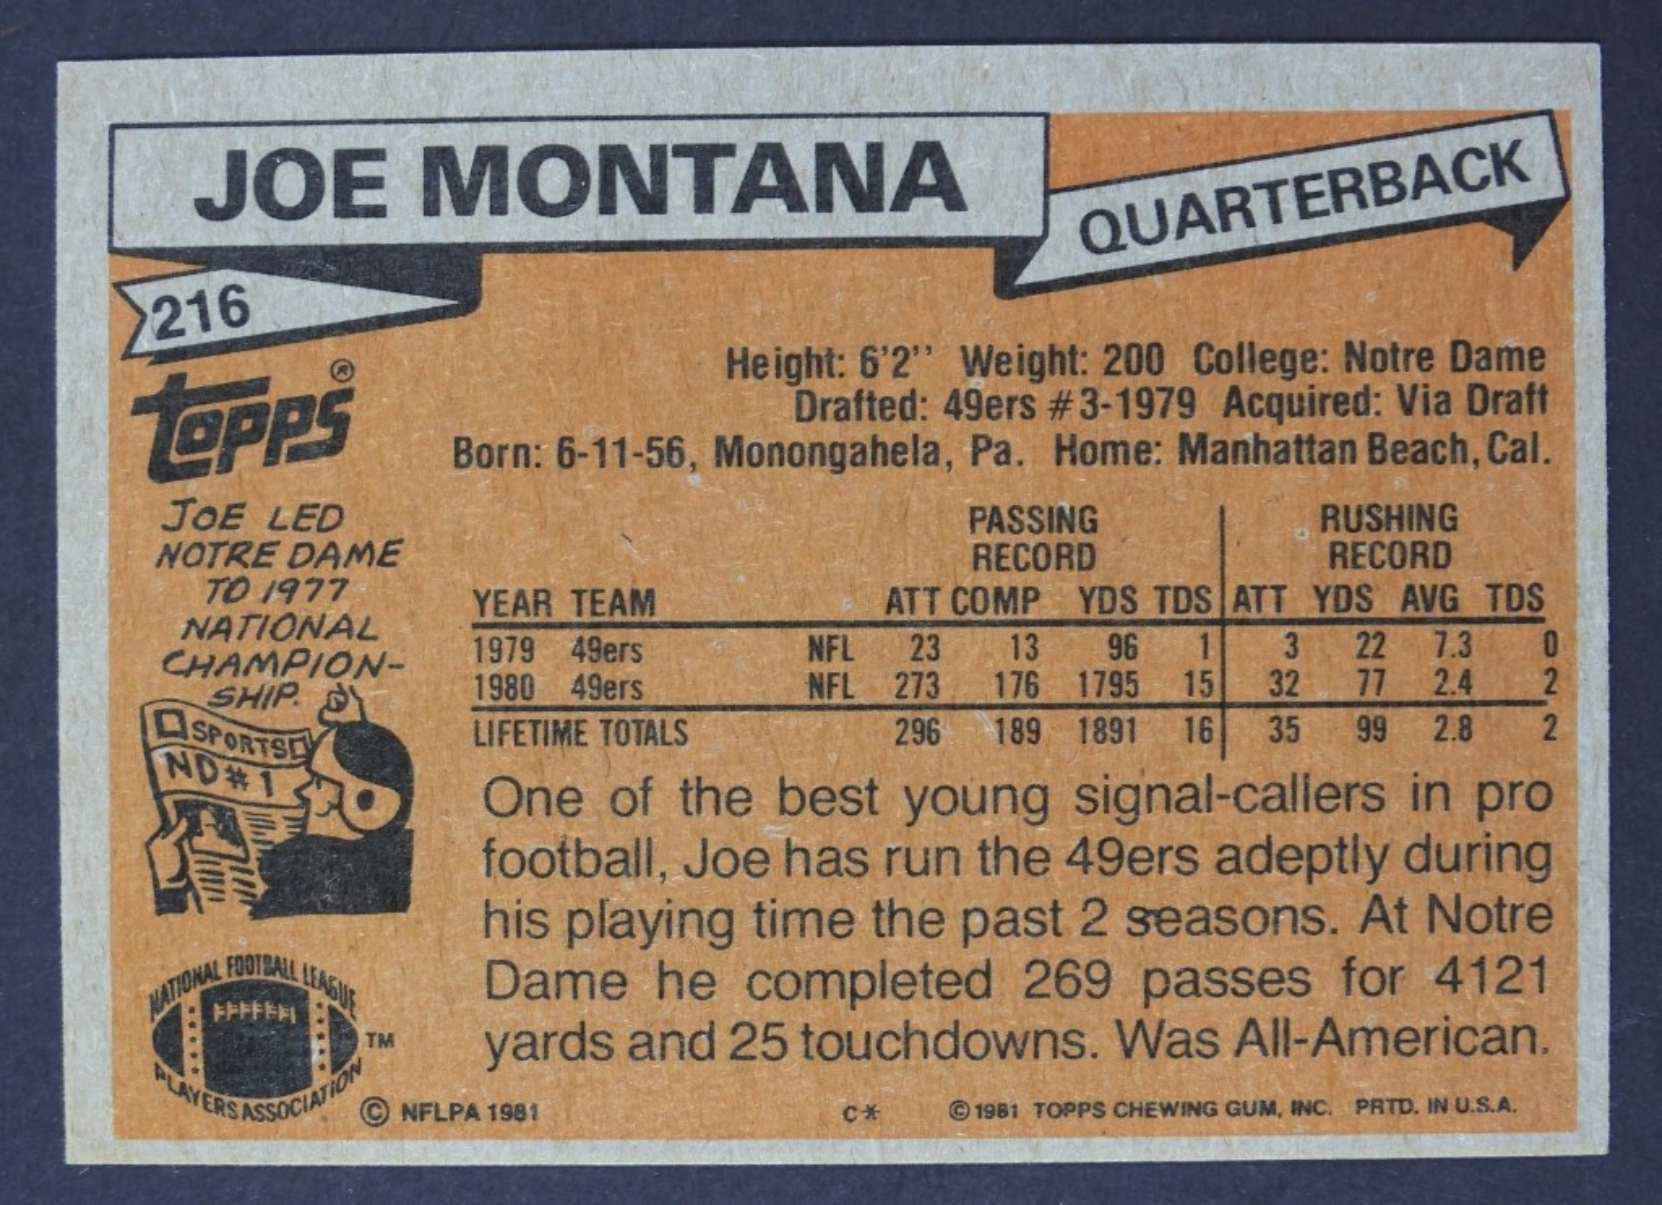 JOE MONTANA
QUARTERBACK
216
TOPPS®
Height: 6'2'' Weight: 200 College: Notre Dame
Drafted: 49ers #3-1979 Acquired: Via Draft
Born: 6-11-56, Monongahela, Pa. Home: Manhattan Beach, Cal.
JOE LED
NOTRE DAME
TO 1977
NATIONAL
CHAMPION-
SHIP.
SPORTS
ND#1
PASSING RUSHING
RECORD RECORD
YEAR TEAM ATT COMP YDS TDS ATT YDS AVG TDS
1979 49ers NFL 23 13 96 1 3 22 7.3 0
1980 49ers NFL 273 176 1795 15 32 77 2.4 2
LIFETIME TOTALS 296 189 1891 16 35 99 2.8 2
One of the best young signal-callers in pro
football, Joe has run the 49ers adeptly during
his playing time the past 2 seasons. At Notre
Dame he completed 269 passes for 4121
yards and 25 touchdowns. Was All-American.
NATIONAL FOOTBALL LEAGUE
PLAYERS ASSOCIATION
TM
© NFLPA 1981 C* ©1981 TOPPS CHEWING GUM, INC. PRTD. IN U.S.A.